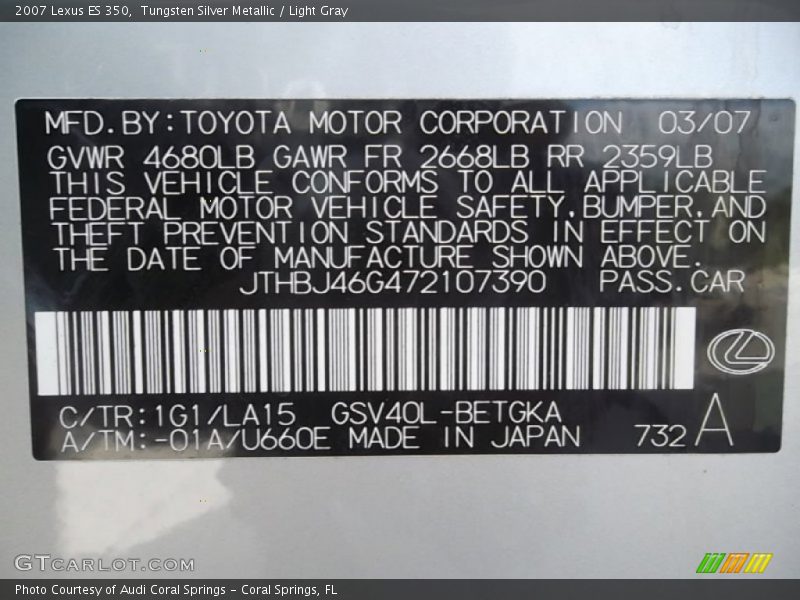 2007 Lexus ES 350,  Tungsten Silver Metallic / Light Gray
MFD.BY:TOYOTA MOTOR CORPORATION 03/07
GVWR 4680LB GAWR FR 2668LB RR 2359LB
THIS VEHICLE CONFORMS TO ALL APPLICABLE
FEDERAL MOTOR VEHICLE SAFETY,BUMPER,AND
THEFT PREVENTION STANDARDS IN EFFECT ON
THE DATE OF MANUFACTURE SHOWN ABOVE.
JTHBJ46G472107390 PASS.CAR
C/TR:1G1/LA15 GSV40L-BETGKA
A/TM:-01A/U660E MADE IN JAPAN 732 A
GTCARLOT.COM
Photo Courtesy of Audi Coral Springs – Coral Springs, FL